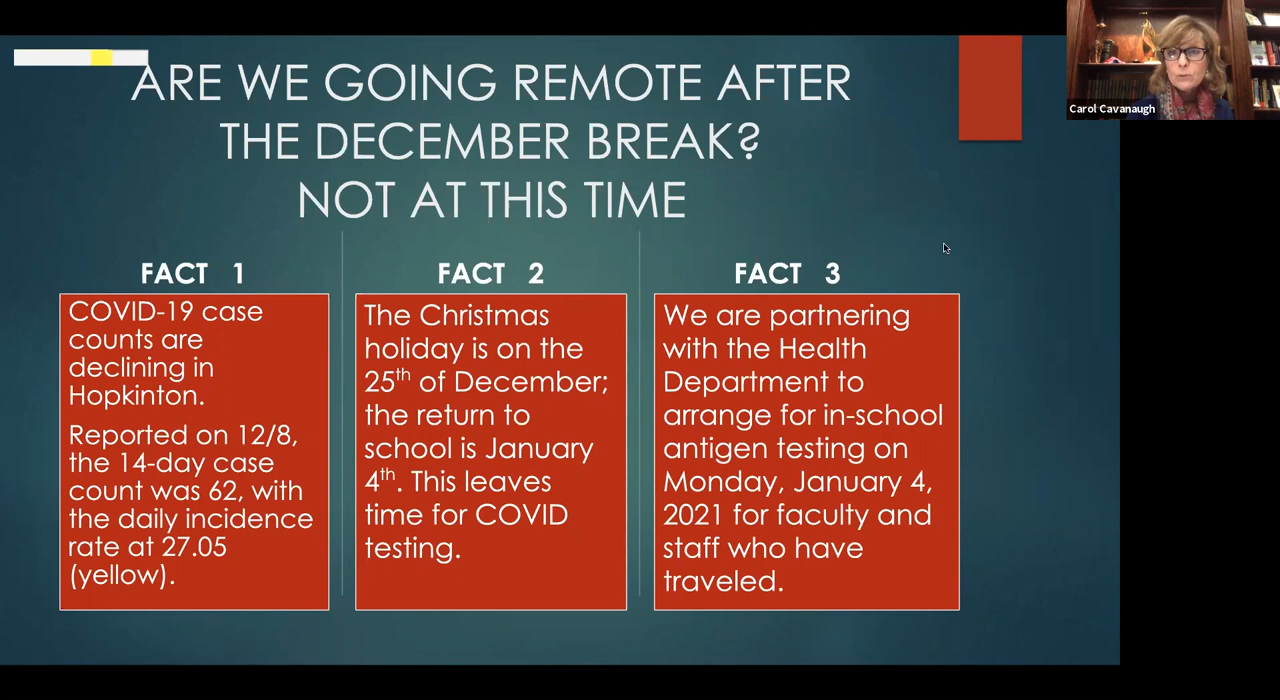 ARE WE GOING REMOTE AFTER
THE DECEMBER BREAK?
NOT AT THIS TIME
FACT 1
COVID-19 case
counts are
declining in
Hopkinton.
Reported on 12/8,
the 14-day case
count was 62, with
the daily incidence
rate at 27.05
(yellow).
FACT 2
The Christmas
holiday is on the
25th of December;
the return to
school is January
4th. This leaves
time for COVID
testing.
FACT 3
We are partnering
with the Health
Department to
arrange for in-school
antigen testing on
Monday, January 4,
2021 for faculty and
staff who have
traveled.
Carol Cavanaugh